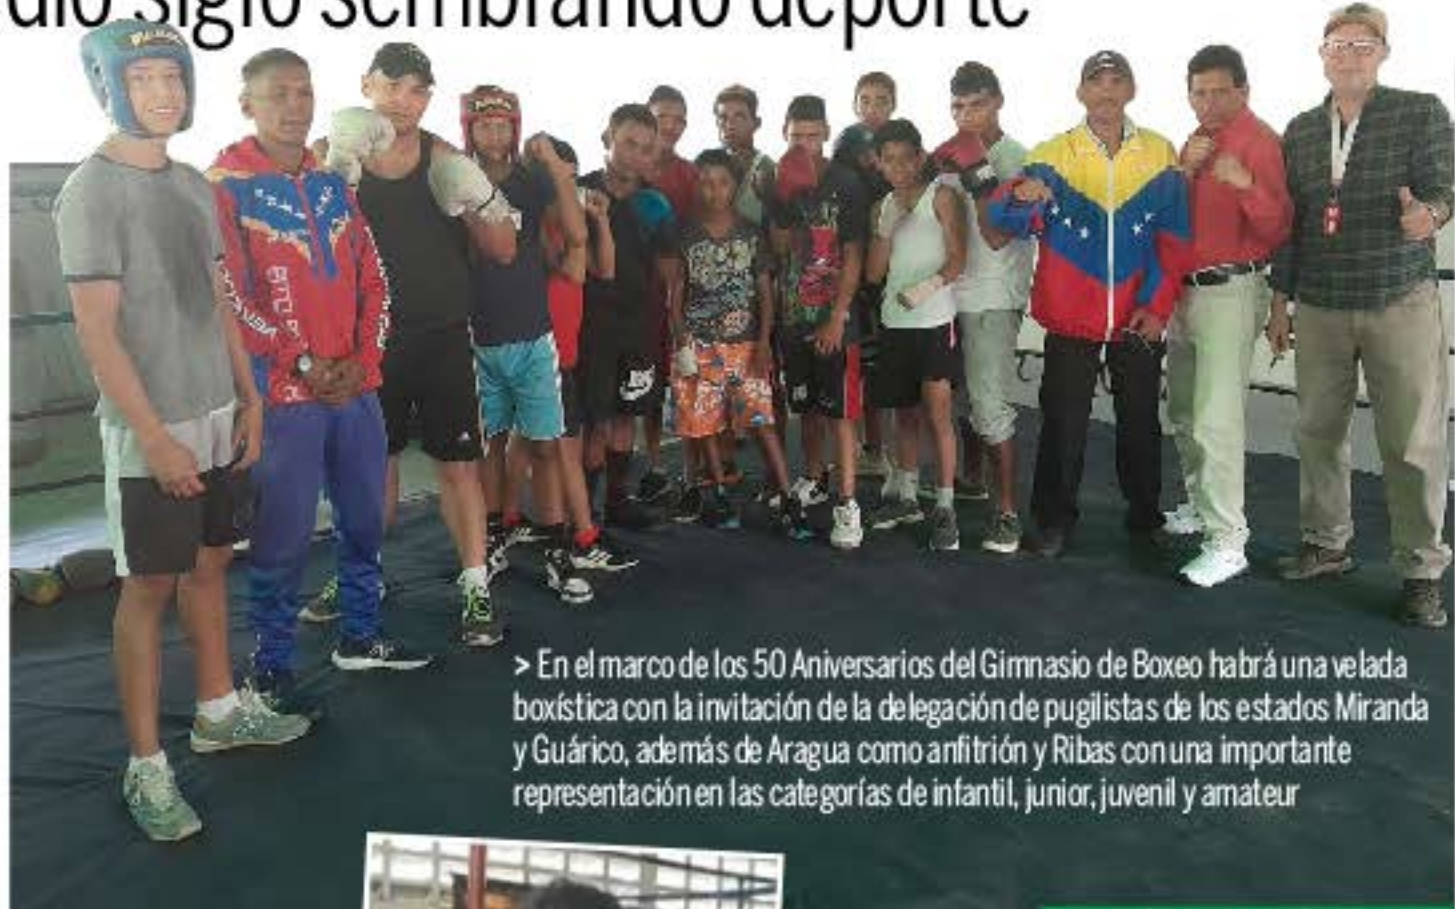 dio siglo sembrando deporte
> En el marco de los 50 Aniversarios del Gimnasio de Boxeo habrá una velada
boxística con la invitación de la delegación de pugilistas de los estados Miranda
y Guárico, además de Aragua como anfitrión y Ribas con una importante
representación en las categorías de infantil, junior, juvenil y amateur